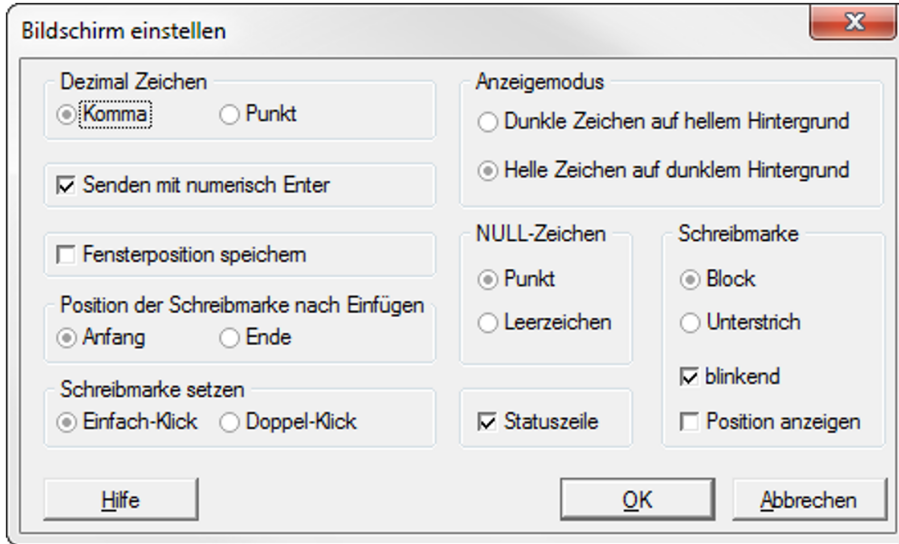 Bildschirm einstellen
Dezimal Zeichen
Komma Punkt
Senden mit numerisch Enter
Fensterposition speichern
Position der Schreibmarke nach Einfügen
Anfang Ende
Schreibmarke setzen
Einfach-Klick Doppel-Klick
Anzeigemodus
Dunkle Zeichen auf hellem Hintergrund
Helle Zeichen auf dunklem Hintergrund
NULL-Zeichen
Punkt
Leerzeichen
Statuszeile
Schreibmarke
Block
Unterstrich
blinkend
Position anzeigen
Hilfe OK Abbrechen